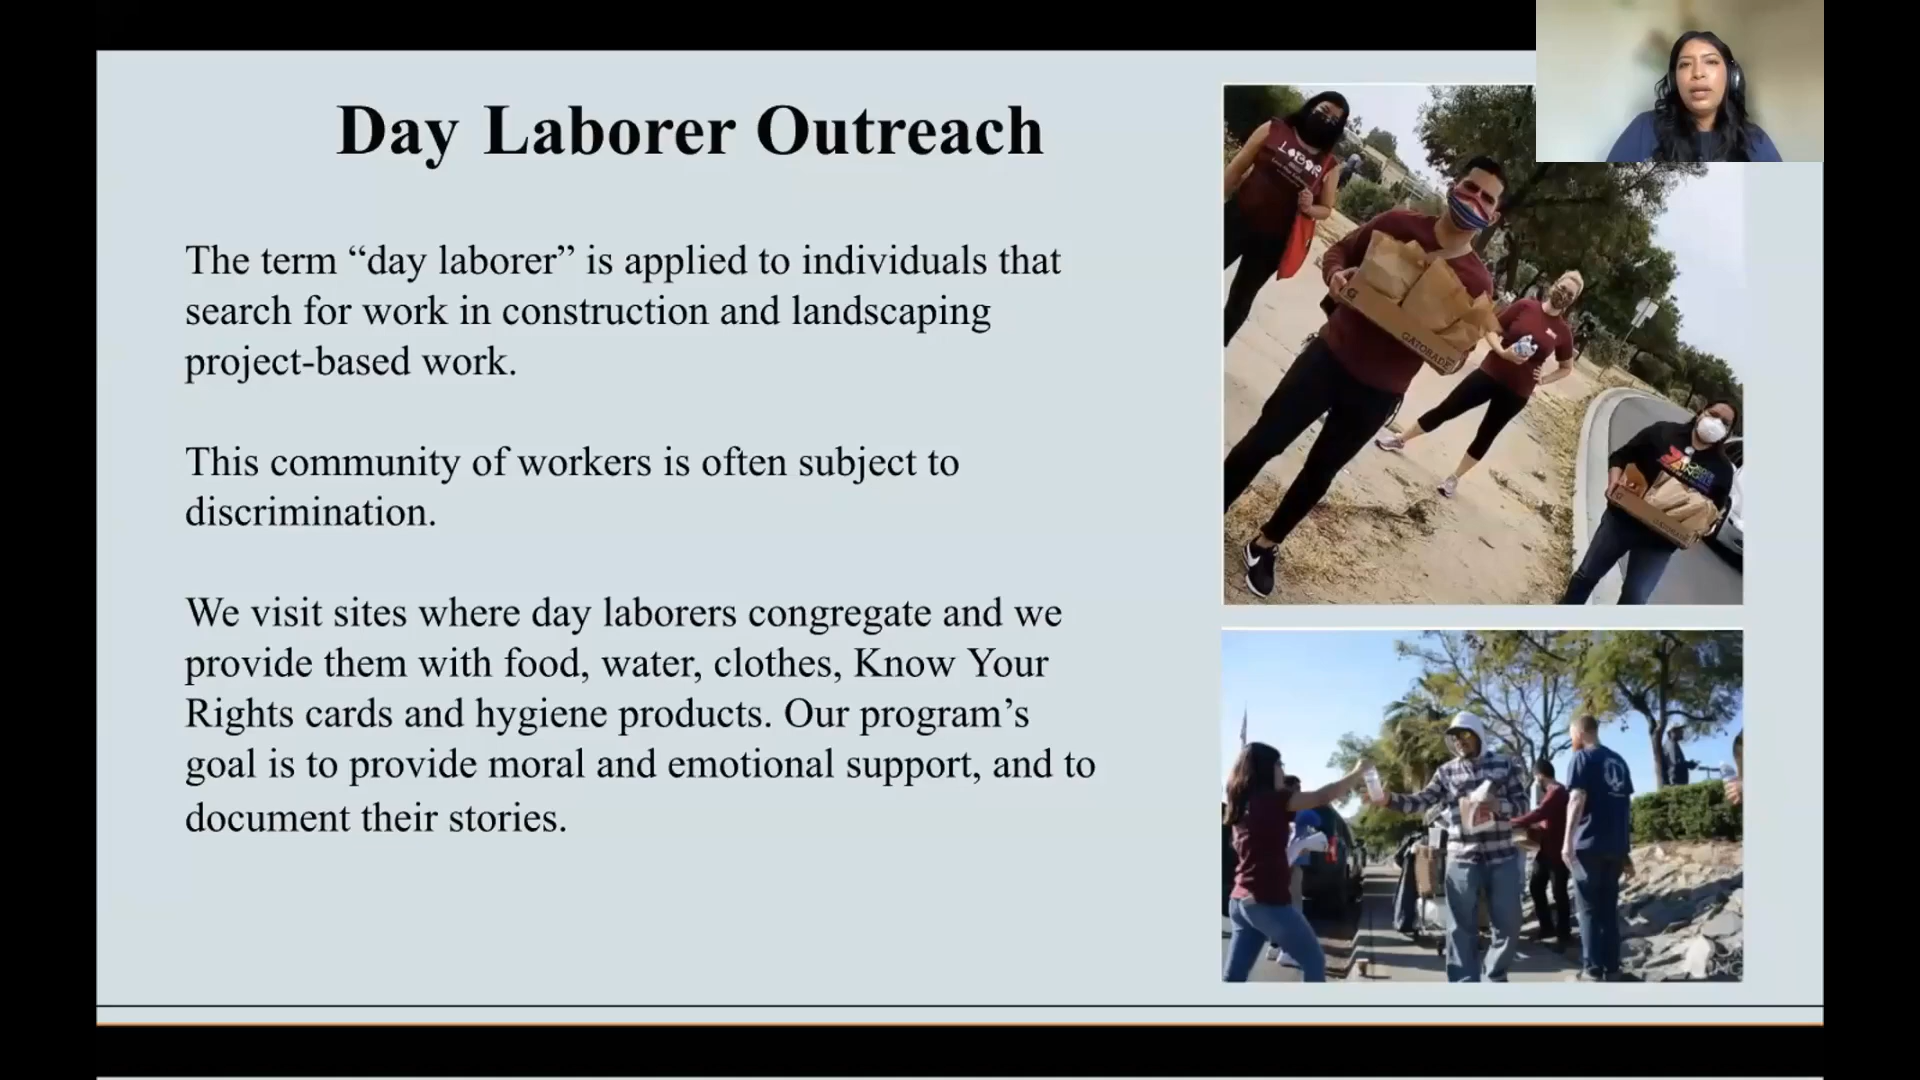 Day Laborer Outreach
The term “day laborer” is applied to individuals that
search for work in construction and landscaping
project-based work.
This community of workers is often subject to
discrimination.
We visit sites where day laborers congregate and we
provide them with food, water, clothes, Know Your
Rights cards and hygiene products. Our program’s
goal is to provide moral and emotional support, and to
document their stories.
GATORADE